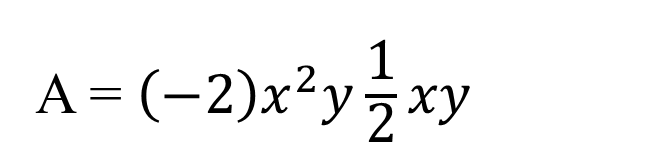 A = (−2)x²y ½ xy